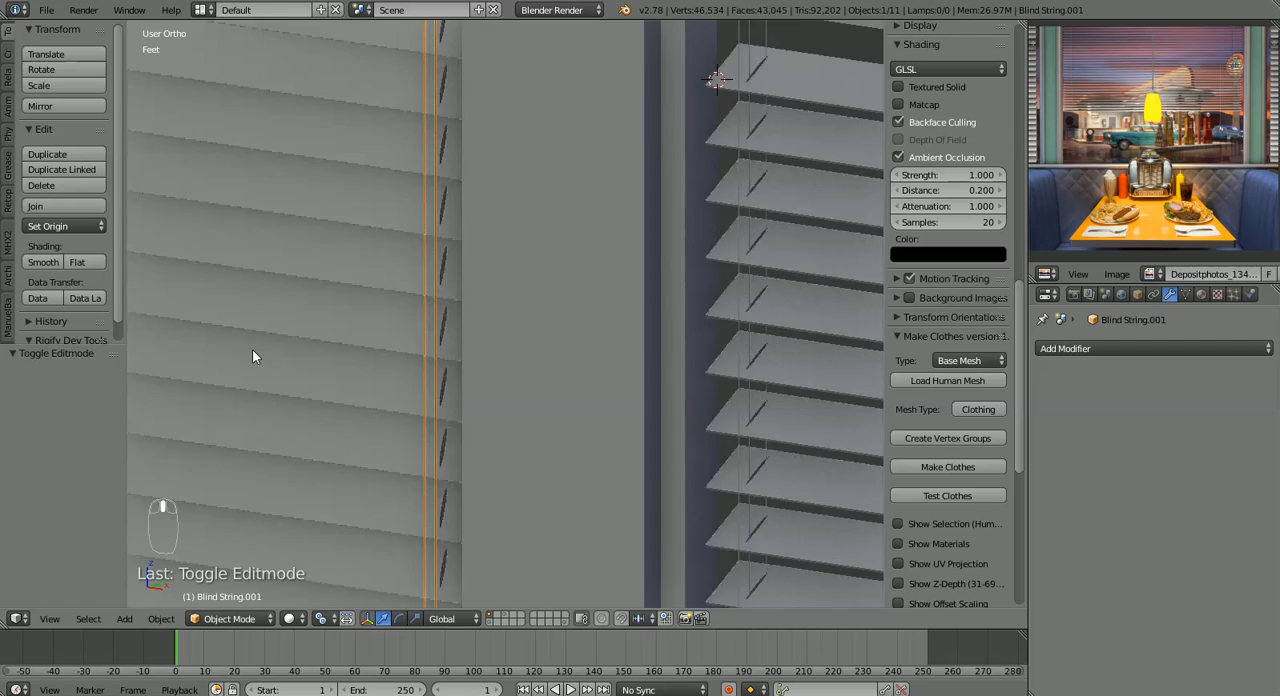 File Render Window Help Default Scene Blender Render v2.78 | Verts:46,534 | Faces:43,045 | Tris:92,202 | Objects:1/11 | Lamps:0/0 | Mem:26.97M | Blind String.001
Transform
Translate
Rotate
Scale
Mirror
Edit
Duplicate
Duplicate Linked
Delete
Join
Set Origin
Shading:
Smooth Flat
Data Transfer:
Data Data La
History
Rigify Dev Tools
Toggle Editmode
To
Cr
Rela
Anim
Phy
Grease
Retop
MHX2
Archi
ManuelBa
User Ortho
Feet
Last: Toggle Editmode
(1) Blind String.001
Display
Shading
GLSL
Textured Solid
Matcap
Backface Culling
Depth Of Field
Ambient Occlusion
Strength: 1.000
Distance: 0.200
Attenuation: 1.000
Samples: 20
Color:
Motion Tracking
Background Images
Transform Orientations
Make Clothes version 1.
Type: Base Mesh
Load Human Mesh
Mesh Type: Clothing
Create Vertex Groups
Make Clothes
Test Clothes
Show Selection (Hum...
Show Materials
Show UV Projection
Show Z-Depth (31-69...
Show Offset Scaling
View Image Depositphotos_134... F
Blind String.001
Add Modifier
View Select Add Object Object Mode Global
-50 -40 -30 -20 -10 0 10 20 30 40 50 60 70 80 90 100 110 120 130 140 150 160 170 180 190 200 210 220 230 240 250 260 270 280
View Marker Frame Playback Start: 1 End: 250 1 No Sync